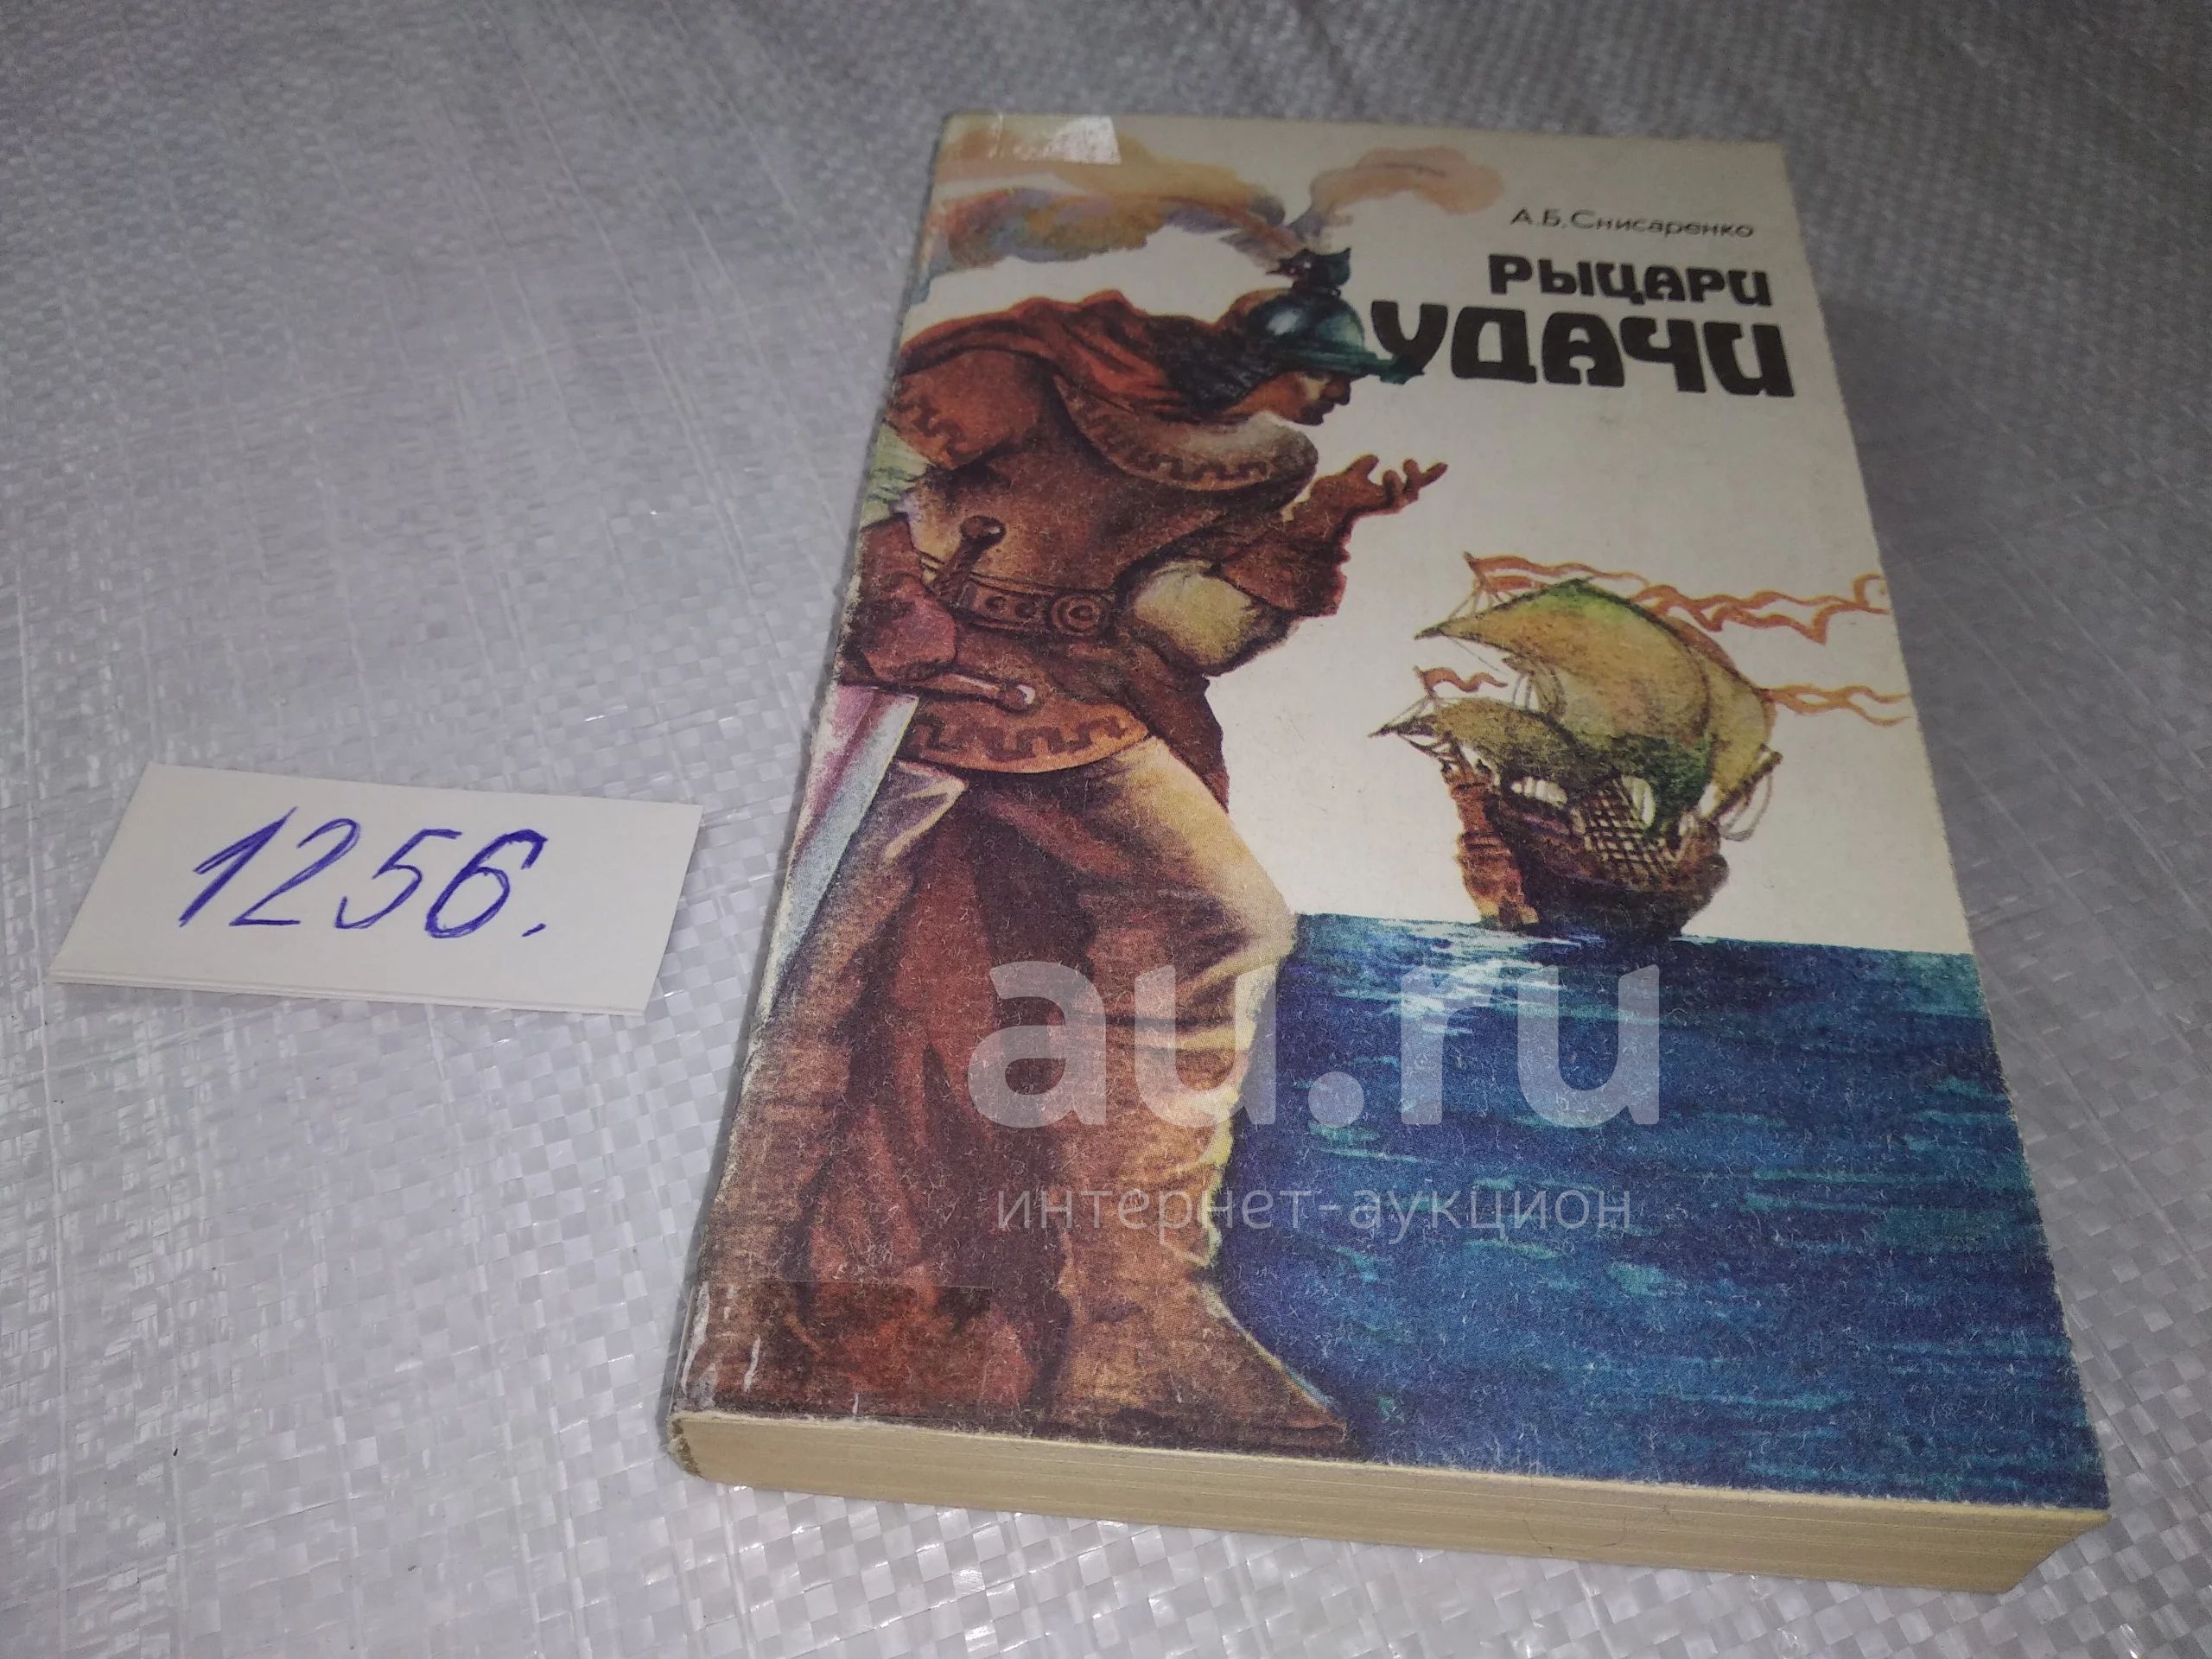 А.Б.Снисаренко
РЫЦАРИ
УДАЧИ
1256.
au.ru
интернет-аукцион